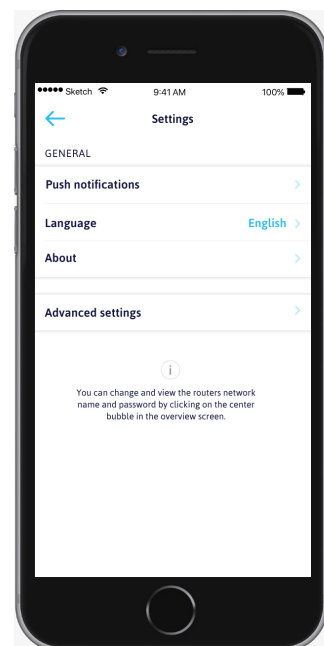 Sketch 9:41 AM 100%
Settings
GENERAL
Push notifications
Language English
About
Advanced settings
i
You can change and view the routers network
name and password by clicking on the center
bubble in the overview screen.